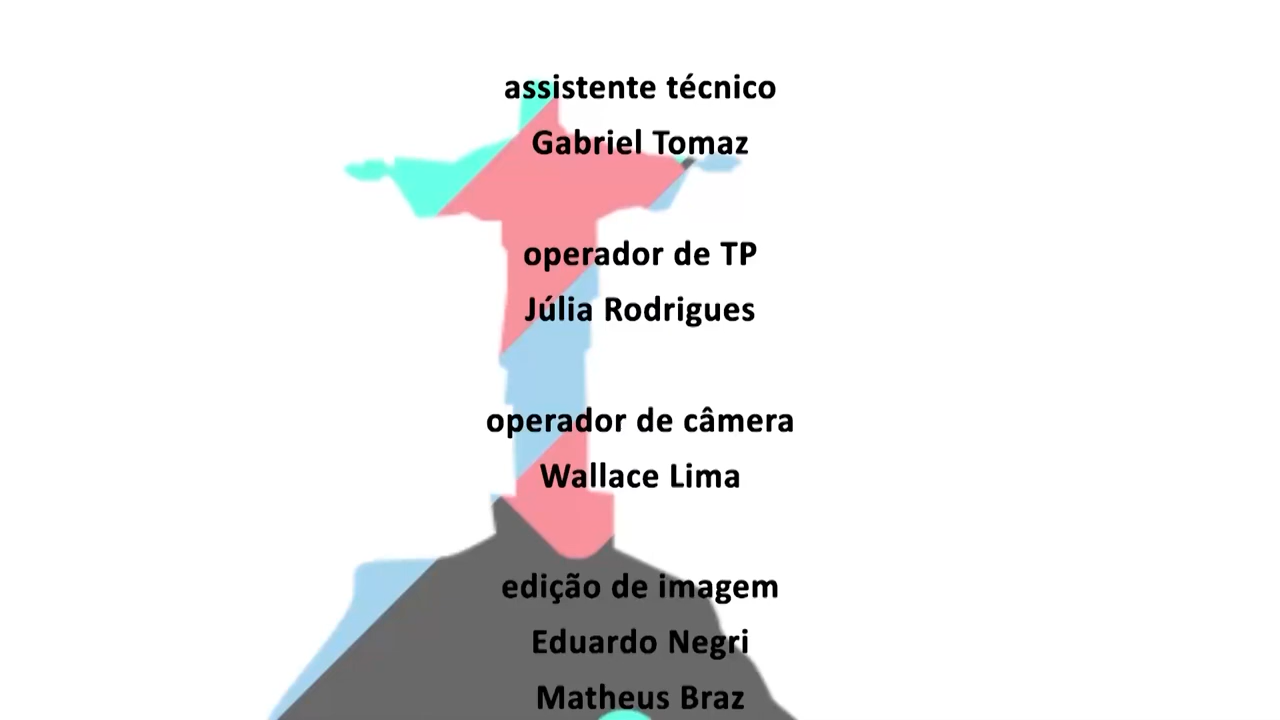 assistente técnico
Gabriel Tomaz
operador de TP
Júlia Rodrigues
operador de câmera
Wallace Lima
edição de imagem
Eduardo Negri
Matheus Braz